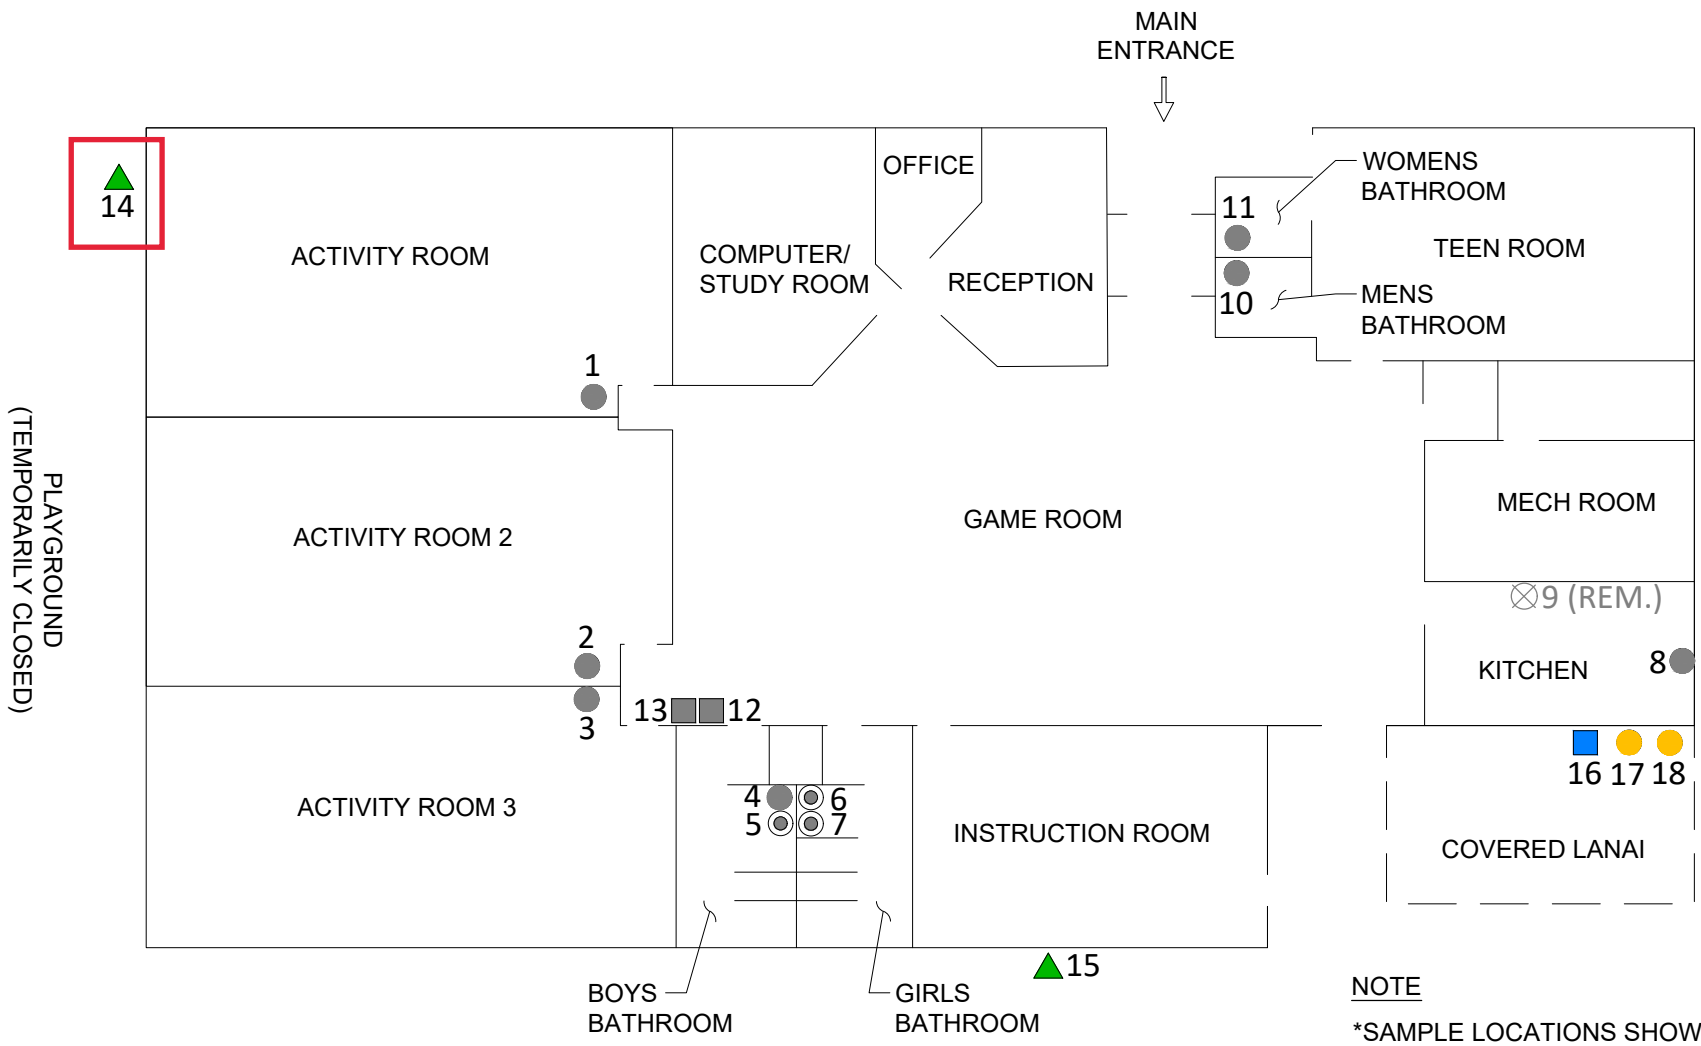 MAIN
ENTRANCE
OFFICE
WOMENS
BATHROOM
14
11
ACTIVITY ROOM
COMPUTER/
STUDY ROOM
RECEPTION
TEEN ROOM
10
MENS
BATHROOM
1
PLAYGROUND
(TEMPORARILY CLOSED)
ACTIVITY ROOM 2
GAME ROOM
MECH ROOM
9 (REM.)
2
3
13
12
8
KITCHEN
16
17
18
ACTIVITY ROOM 3
4
6
5
7
INSTRUCTION ROOM
COVERED LANAI
15
BOYS
BATHROOM
GIRLS
BATHROOM
NOTE
*SAMPLE LOCATIONS SHOW